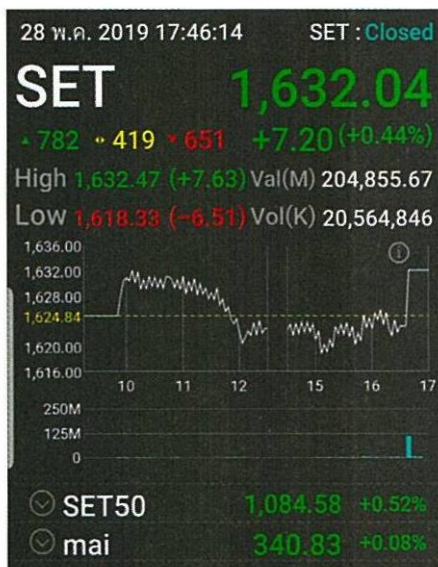 28 พ.ค. 2019 17:46:14 SET : Closed
SET 1,632.04
782 419 651 +7.20 (+0.44%)
High 1,632.47 (+7.63) Val(M) 204,855.67
Low 1,618.33 (-6.51) Vol(K) 20,564,846
1,636.00
1,632.00
1,628.00
1,624.84
1,620.00
1,616.00
10 11 12 15 16 17
250M
125M
0
SET50 1,084.58 +0.52%
mai 340.83 +0.08%